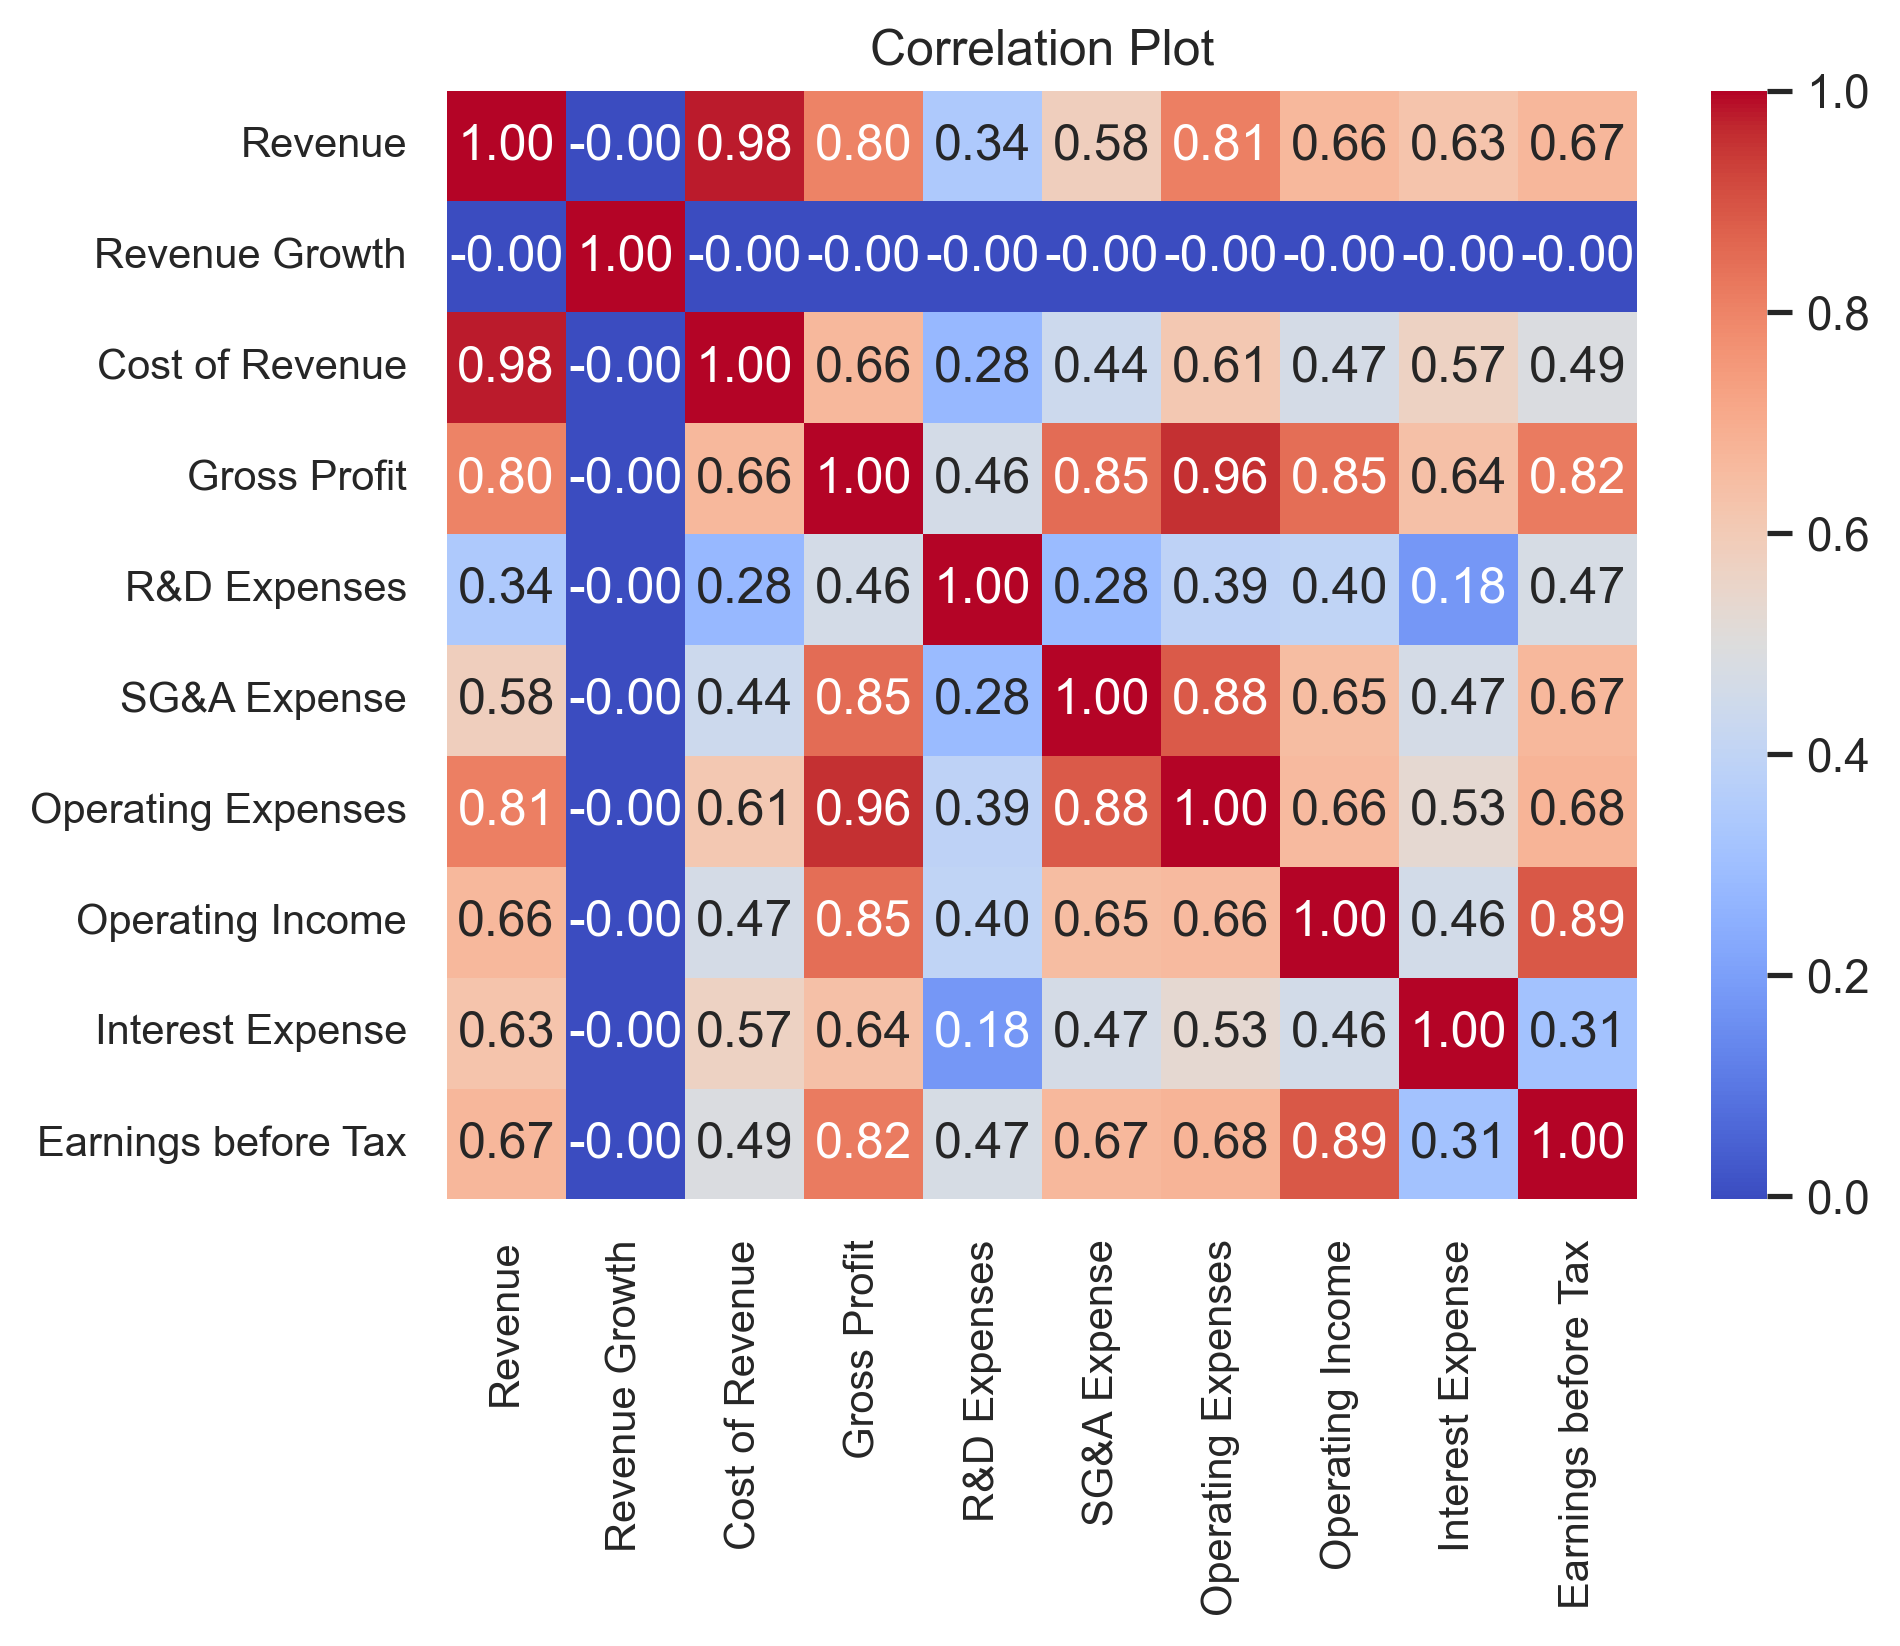 Correlation Plot
Revenue 1.00 -0.00 0.98 0.80 0.34 0.58 0.81 0.66 0.63 0.67
Revenue Growth -0.00 1.00 -0.00 -0.00 -0.00 -0.00 -0.00 -0.00 -0.00 -0.00
Cost of Revenue 0.98 -0.00 1.00 0.66 0.28 0.44 0.61 0.47 0.57 0.49
Gross Profit 0.80 -0.00 0.66 1.00 0.46 0.85 0.96 0.85 0.64 0.82
R&D Expenses 0.34 -0.00 0.28 0.46 1.00 0.28 0.39 0.40 0.18 0.47
SG&A Expense 0.58 -0.00 0.44 0.85 0.28 1.00 0.88 0.65 0.47 0.67
Operating Expenses 0.81 -0.00 0.61 0.96 0.39 0.88 1.00 0.66 0.53 0.68
Operating Income 0.66 -0.00 0.47 0.85 0.40 0.65 0.66 1.00 0.46 0.89
Interest Expense 0.63 -0.00 0.57 0.64 0.18 0.47 0.53 0.46 1.00 0.31
Earnings before Tax 0.67 -0.00 0.49 0.82 0.47 0.67 0.68 0.89 0.31 1.00
Revenue
Revenue Growth
Cost of Revenue
Gross Profit
R&D Expenses
SG&A Expense
Operating Expenses
Operating Income
Interest Expense
Earnings before Tax
1.0
0.8
0.6
0.4
0.2
0.0